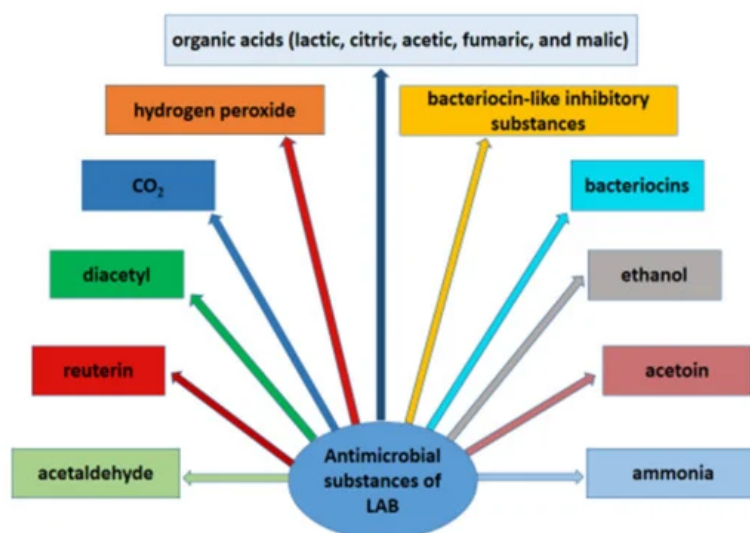 organic acids (lactic, citric, acetic, fumaric, and malic)
hydrogen peroxide
bacteriocin-like inhibitory
substances
CO₂
bacteriocins
diacetyl
ethanol
reuterin
acetoin
acetaldehyde
Antimicrobial
substances of
LAB
ammonia